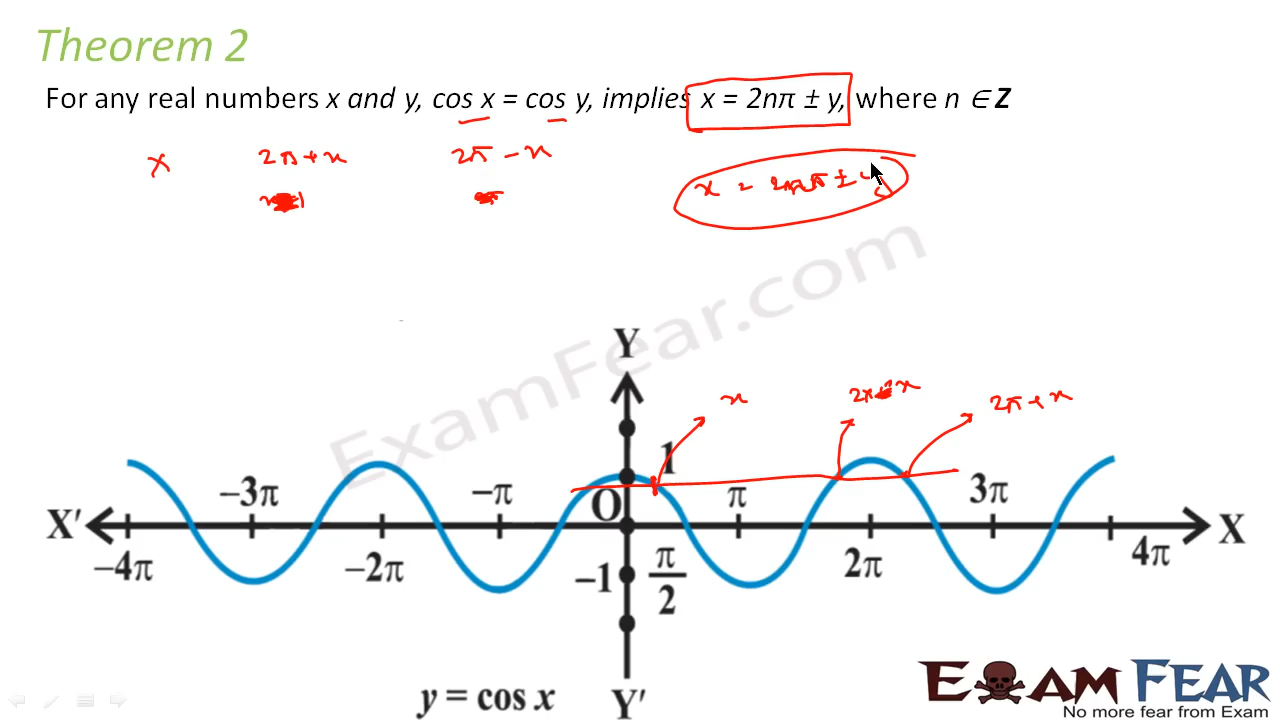 Theorem 2
For any real numbers x and y, cos x = cos y, implies x = 2nπ ± y, where n ∈ Z
x 2π + x 2π − x
x = 2nπ ±
ExamFear.com
Y
x 2π + x
1
−3π −π O π 3π
X′ X
−4π −2π −1 π/2 2π 4π
y = cos x Y′
EXAM FEAR
No more fear from Exam